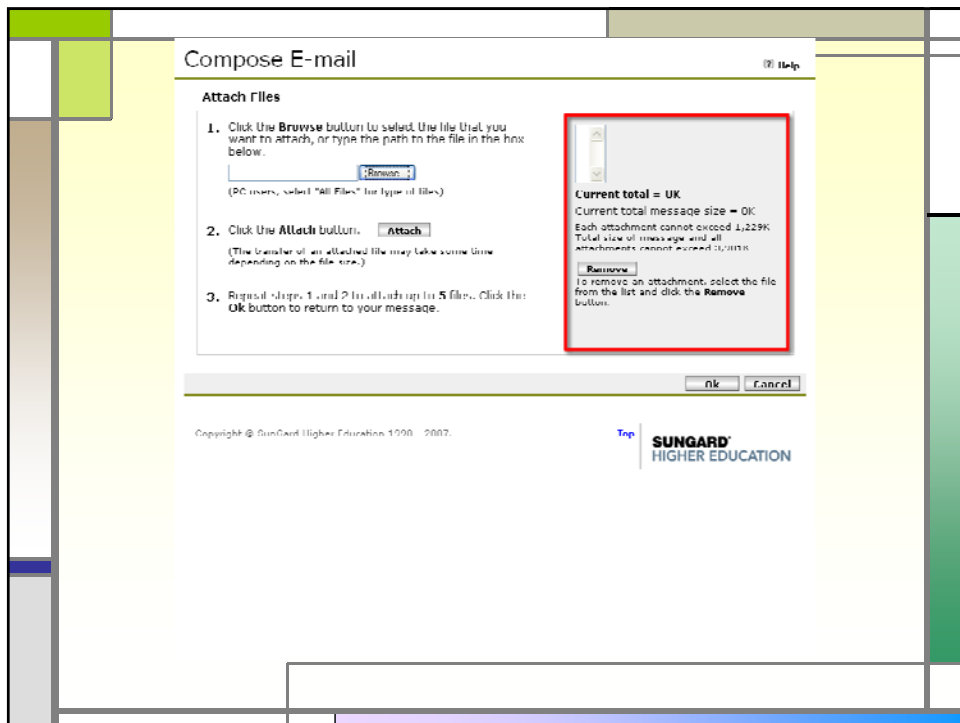 Compose E-mail
Help
Attach Files
1. Click the Browse button to select the file that you
want to attach, or type the path to the file in the box
below.
Browse...
(PC users, select "All Files" for type of files)
2. Click the Attach button. Attach
(The transfer of an attached file may take some time
depending on the file size.)
3. Repeat steps 1 and 2 to attach up to 5 files. Click the
Ok button to return to your message.
Current total = 0K
Current total message size = 0K
Each attachment cannot exceed 1,229K
Total size of message and all
attachments cannot exceed
Remove
To remove an attachment, select the file
from the list and click the Remove
button.
Ok Cancel
Copyright © SunGard Higher Education 1998 - 2007.
Top
SUNGARD'
HIGHER EDUCATION